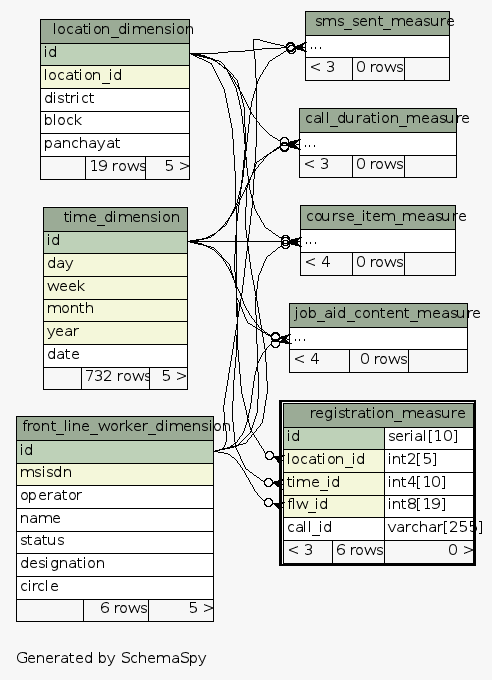 location_dimension
id
location_id
district
block
panchayat
19 rows 5 >
time_dimension
id
day
week
month
year
date
732 rows 5 >
front_line_worker_dimension
id
msisdn
operator
name
status
designation
circle
6 rows 5 >
sms_sent_measure
...
< 3 0 rows
call_duration_measure
...
< 3 0 rows
course_item_measure
...
< 4 0 rows
job_aid_content_measure
...
< 4 0 rows
registration_measure
id serial[10]
location_id int2[5]
time_id int4[10]
flw_id int8[19]
call_id varchar[255]
< 3 6 rows 0 >
Generated by SchemaSpy